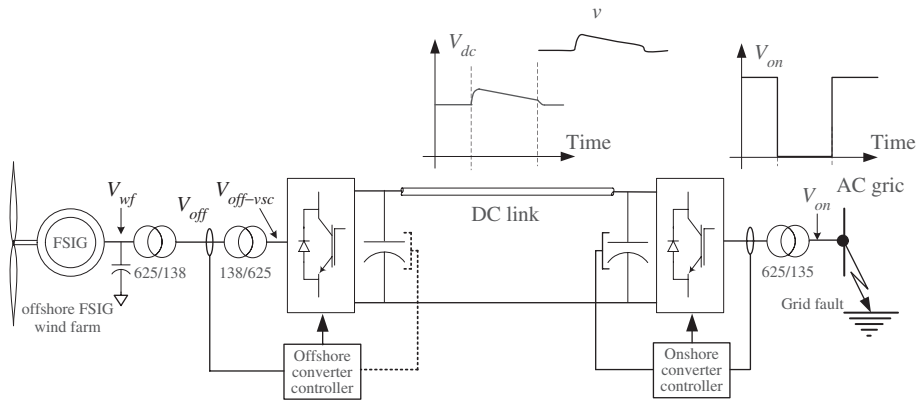 v
V_dc
V_on
Time
Time
AC gric
V_wf
V_off
V_off-vsc
DC link
V_on
FSIG
625/138
138/625
625/135
offshore FSIG
wind farm
Grid fault
Offshore
converter
controller
Onshore
converter
controller